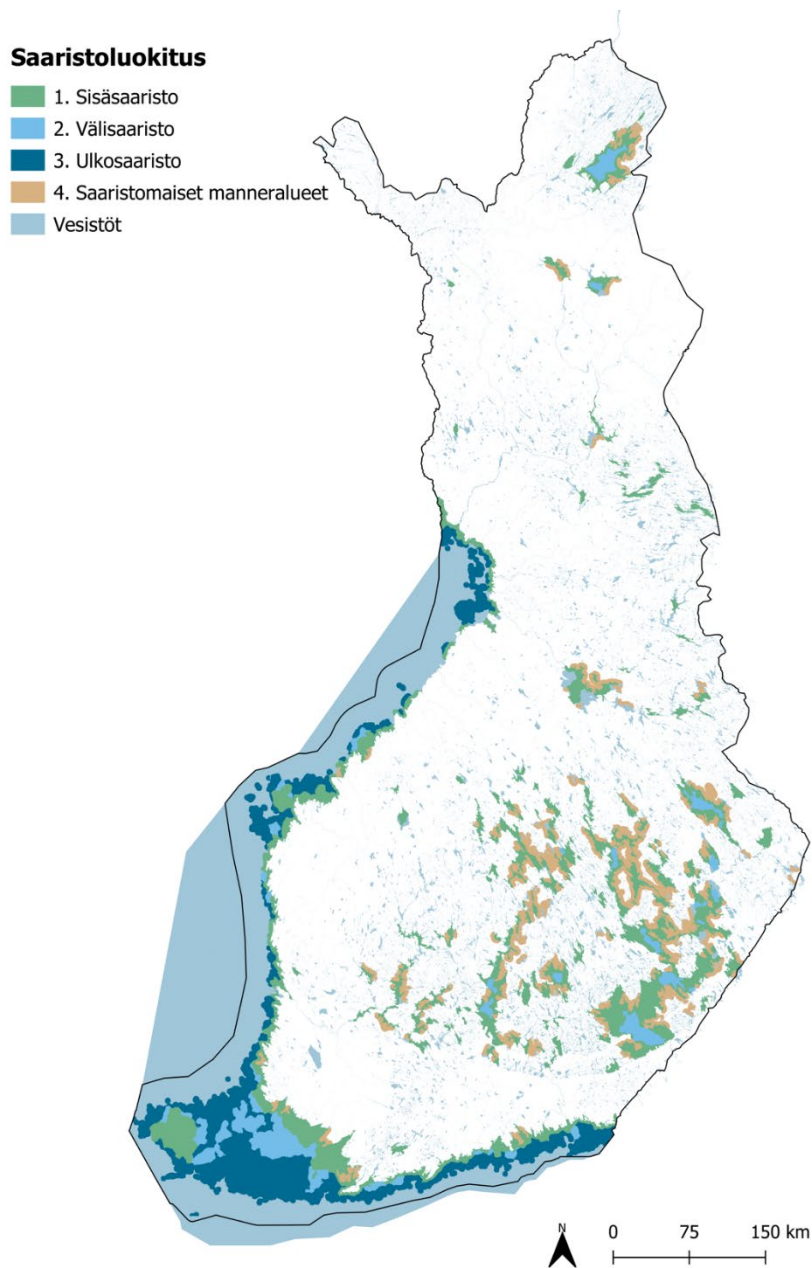 Saaristoluokitus
1. Sisäsaaristo
2. Välisaaristo
3. Ulkosaaristo
4. Saaristomaiset manneralueet
Vesistöt
N
0 75 150 km